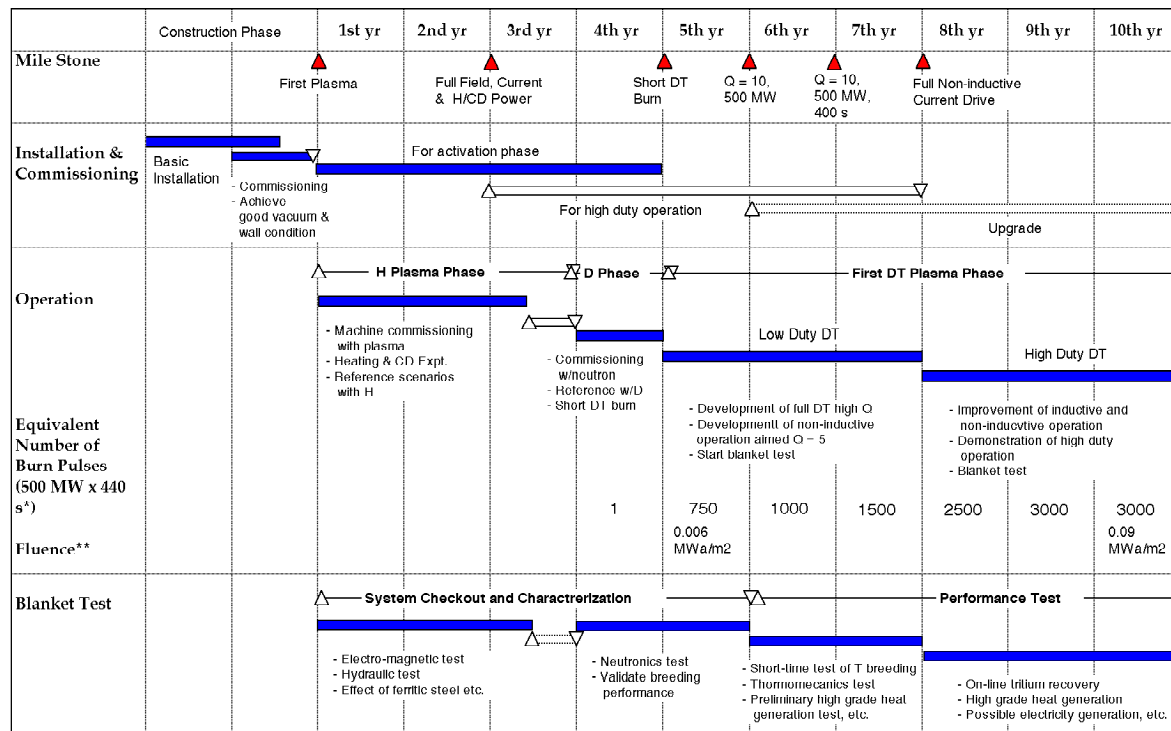 Construction Phase 1st yr 2nd yr 3rd yr 4th yr 5th yr 6th yr 7th yr 8th yr 9th yr 10th yr
Mile Stone
First Plasma
Full Field, Current
& H/CD Power
Short DT
Burn
Q = 10,
500 MW
Q = 10,
500 MW,
400 s
Full Non-inductive
Current Drive
Installation &
Commissioning
Basic
Installation
- Commissioning
- Achieve
good vacuum &
wall condition
For activation phase
For high duty operation
Upgrade
Operation
H Plasma Phase
D Phase
First DT Plasma Phase
- Machine commissioning
with plasma
- Heating & CD Expt.
- Reference scenarios
with H
- Commissioning
w/neutron
- Reference w/D
- Short DT burn
Low Duty DT
High Duty DT
- Development of full DT high Q
- Developmentt of non-inductive
operation aimed Q = 5
- Start blanket test
- Improvement of inductive and
non-inducvtive operation
- Demonstration of high duty
operation
- Blanket test
Equivalent
Number of
Burn Pulses
(500 MW x 440
s*)
1 750 1000 1500 2500 3000 3000
Fluence**
0.006
MWa/m2
0.09
MWa/m2
Blanket Test
System Checkout and Charactrerization
Performance Test
- Electro-magnetic test
- Hydraulic test
- Effect of ferritic steel etc.
- Neutronics test
- Validate breeding
performance
- Short-time test of T breeding
- Thormomecanics test
- Preliminary high grade heat
generation test, etc.
- On-line tritium recovery
- High grade heat generation
- Possible electricity generation, etc.